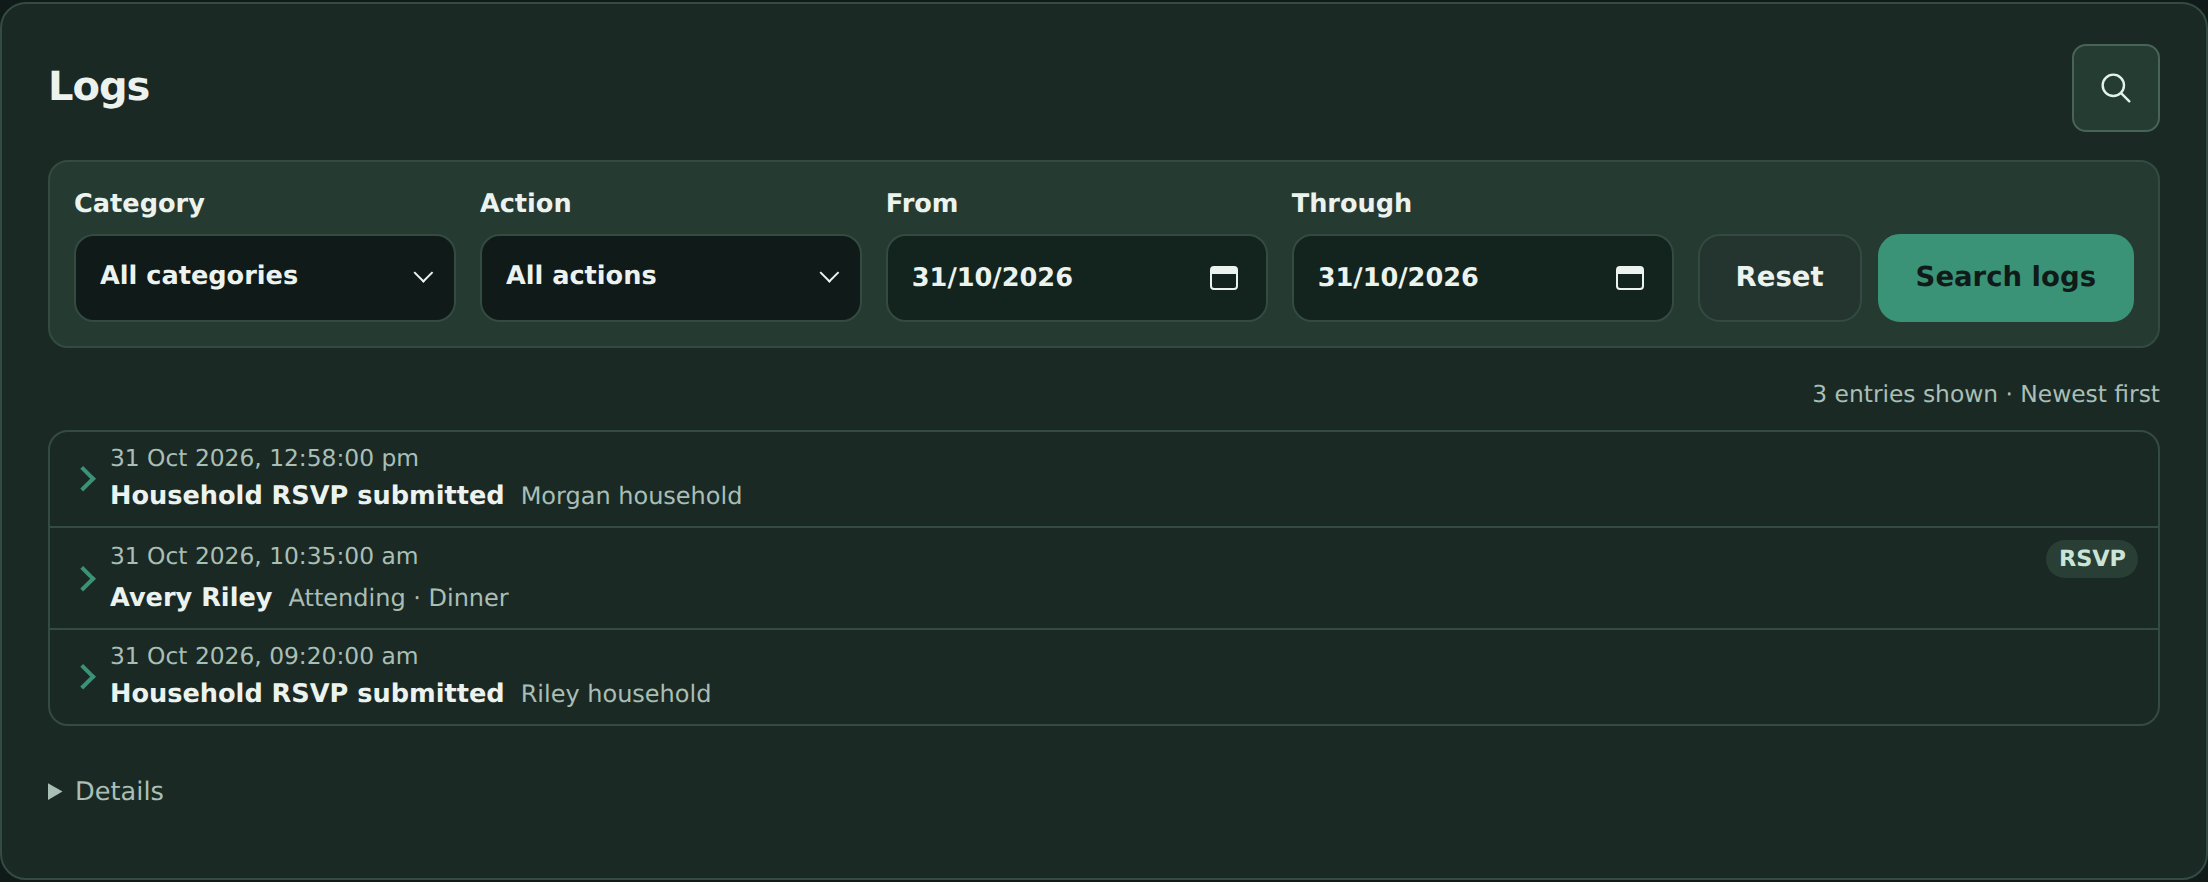 Logs
Category
Action
From
Through
All categories
All actions
31/10/2026
31/10/2026
Reset
Search logs
3 entries shown · Newest first
31 Oct 2026, 12:58:00 pm
Household RSVP submitted Morgan household
31 Oct 2026, 10:35:00 am
RSVP
Avery Riley Attending · Dinner
31 Oct 2026, 09:20:00 am
Household RSVP submitted Riley household
Details